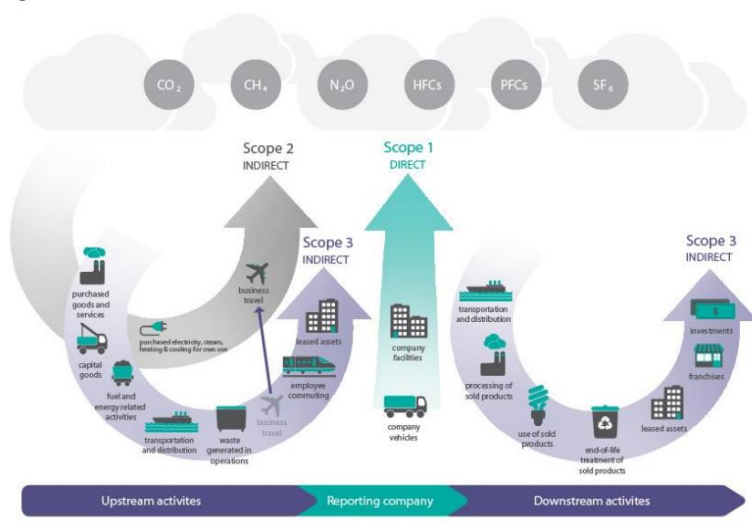 CO₂
CH₄
N₂O
HFCs
PFCs
SF₆
Scope 2
INDIRECT
Scope 1
DIRECT
Scope 3
INDIRECT
Scope 3
INDIRECT
purchased
goods and
services
capital
goods
fuel and
energy related
activities
purchased electricity, steam,
heating & cooling for own use
business
travel
transportation
and distribution
waste
generated in
operations
business
travel
employee
commuting
leased assets
company
facilities
company
vehicles
transportation
and distribution
processing of
sold products
use of sold
products
end-of-life
treatment of
sold products
leased assets
franchises
investments
$
Upstream activites
Reporting company
Downstream activites